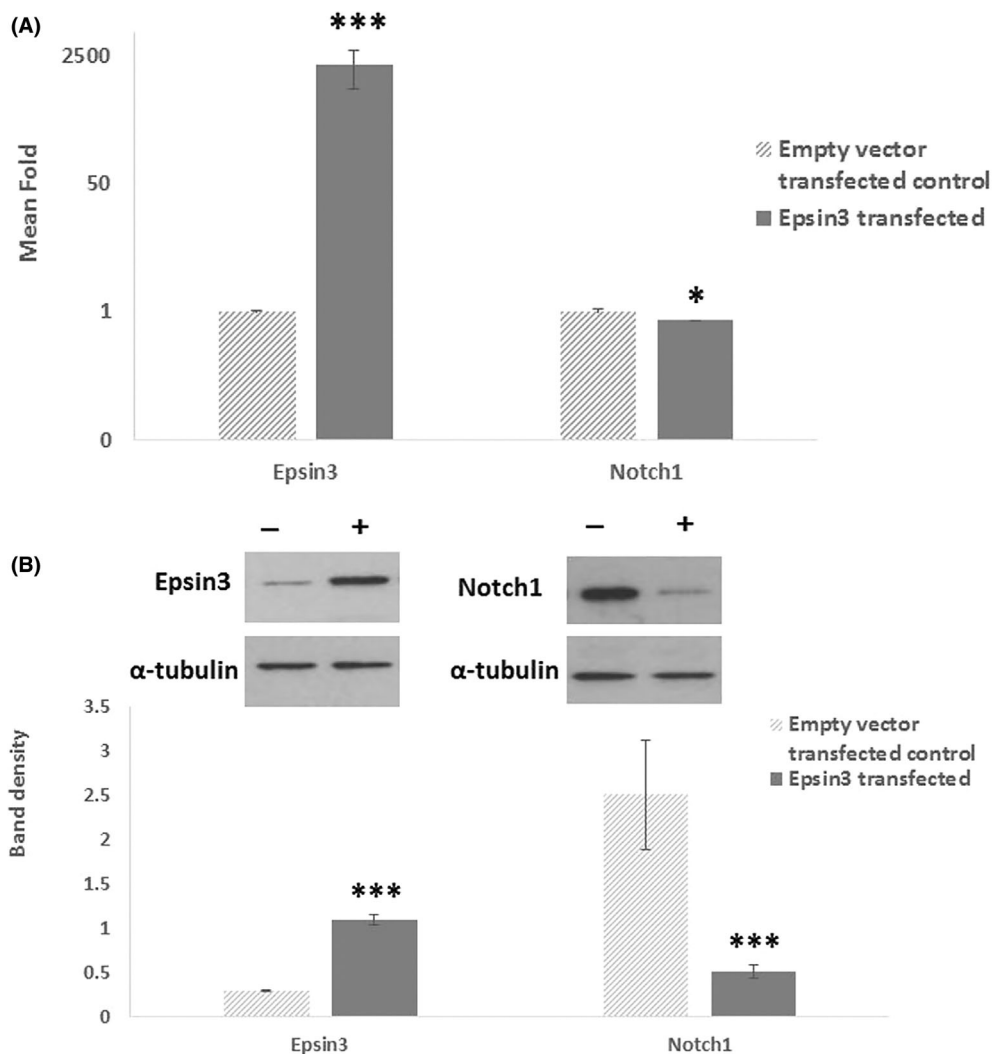 (A)
***
2500
50
1
0
Mean Fold
*
Empty vector
transfected control
Epsin3 transfected
Epsin3
Notch1
(B)
– +
Epsin3
α-tubulin
– +
Notch1
α-tubulin
3.5
3
2.5
2
1.5
1
0.5
0
Band density
***
***
Empty vector
transfected control
Epsin3 transfected
Epsin3
Notch1